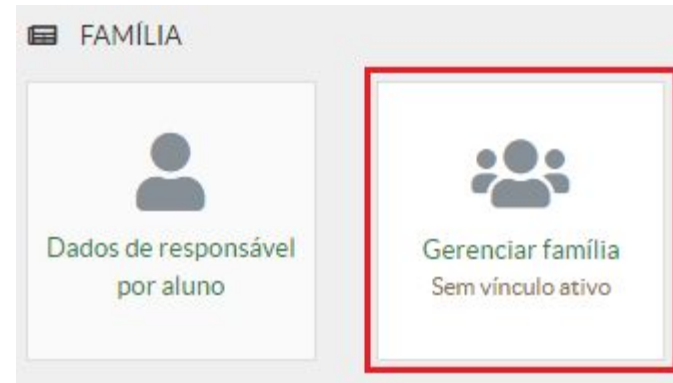 FAMÍLIA
Dados de responsável
por aluno
Gerenciar família
Sem vínculo ativo